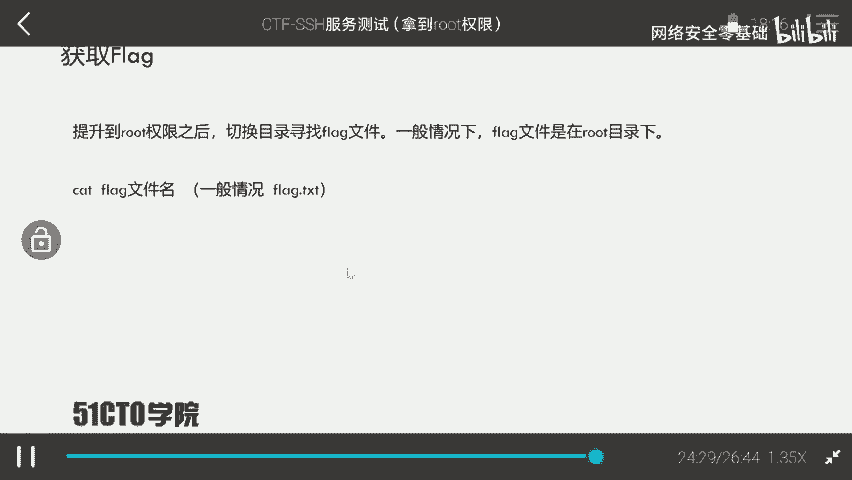 CTF-SSH服务测试（拿到root权限）
18:16
网络安全零基础 bilibili
获取Flag
提升到root权限之后，切换目录寻找flag文件。一般情况下，flag文件是在root目录下。
cat flag文件名 （一般情况 flag.txt）
51CTO学院
24:29/26:44 1.35X